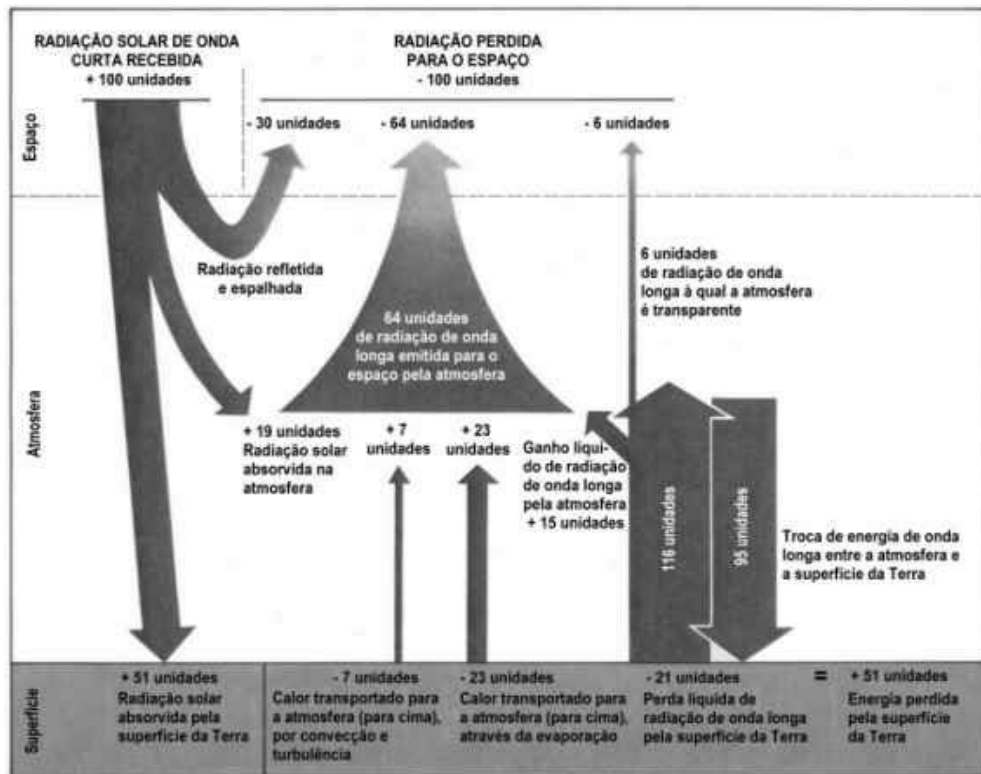 RADIAÇÃO SOLAR DE ONDA
CURTA RECEBIDA
+ 100 unidades
RADIAÇÃO PERDIDA
PARA O ESPAÇO
- 100 unidades
Espaço
- 30 unidades
- 64 unidades
- 6 unidades
Radiação refletida
e espalhada
6 unidades
de radiação de onda
longa à qual a atmosfera
é transparente
64 unidades
de radiação de onda
longa emitida para o
espaço pela atmosfera
Atmosfera
+ 19 unidades
Radiação solar
absorvida na
atmosfera
+ 7
unidades
+ 23
unidades
Ganho líqui-
do de radiação
de onda longa
pela atmosfera
+ 15 unidades
116 unidades
95 unidades
Troca de energia de onda
longa entre a atmosfera e
a superfície da Terra
Superfície
+ 51 unidades
Radiação solar
absorvida pela
superfície da Terra
- 7 unidades
Calor transportado para
a atmosfera (para cima),
por convecção e
turbulência
- 23 unidades
Calor transportado para
a atmosfera (para cima),
através da evaporação
- 21 unidades
Perda líquida de
radiação de onda longa
pela superfície da Terra
=
+ 51 unidades
Energia perdida
pela superfície
da Terra